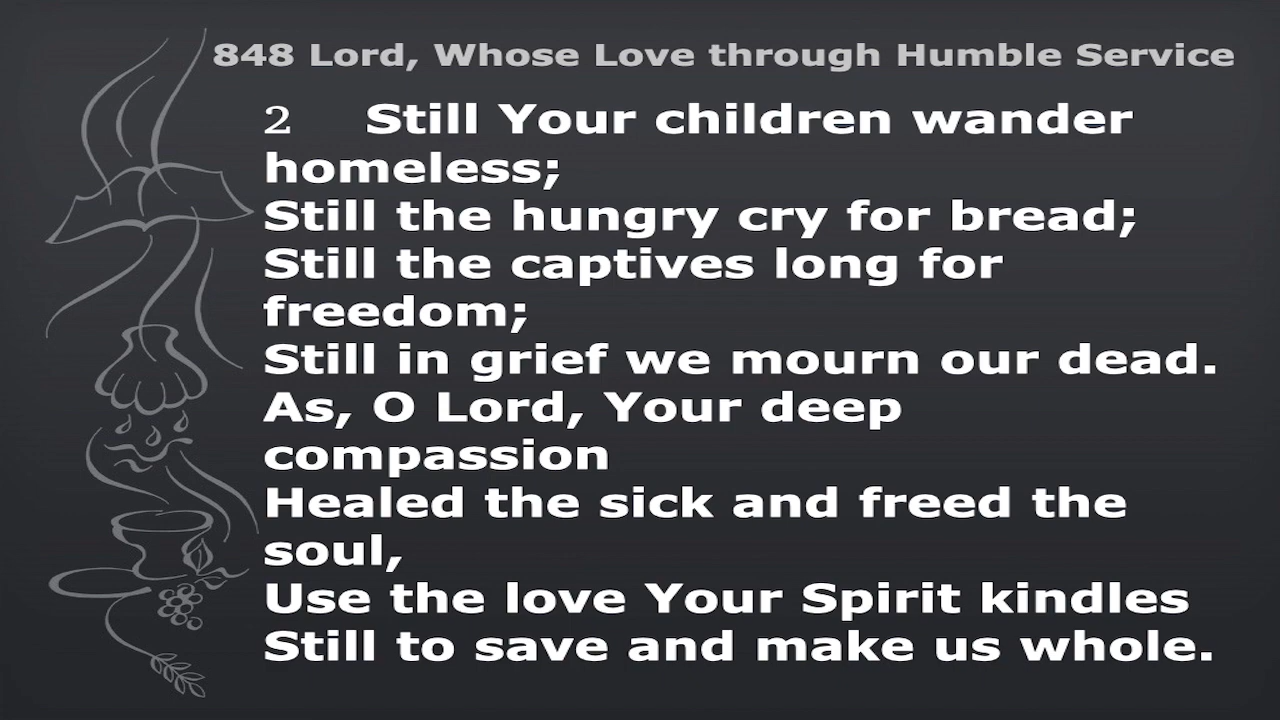 848 Lord, Whose Love through Humble Service
2 Still Your children wander
homeless;
Still the hungry cry for bread;
Still the captives long for
freedom;
Still in grief we mourn our dead.
As, O Lord, Your deep
compassion
Healed the sick and freed the
soul,
Use the love Your Spirit kindles
Still to save and make us whole.